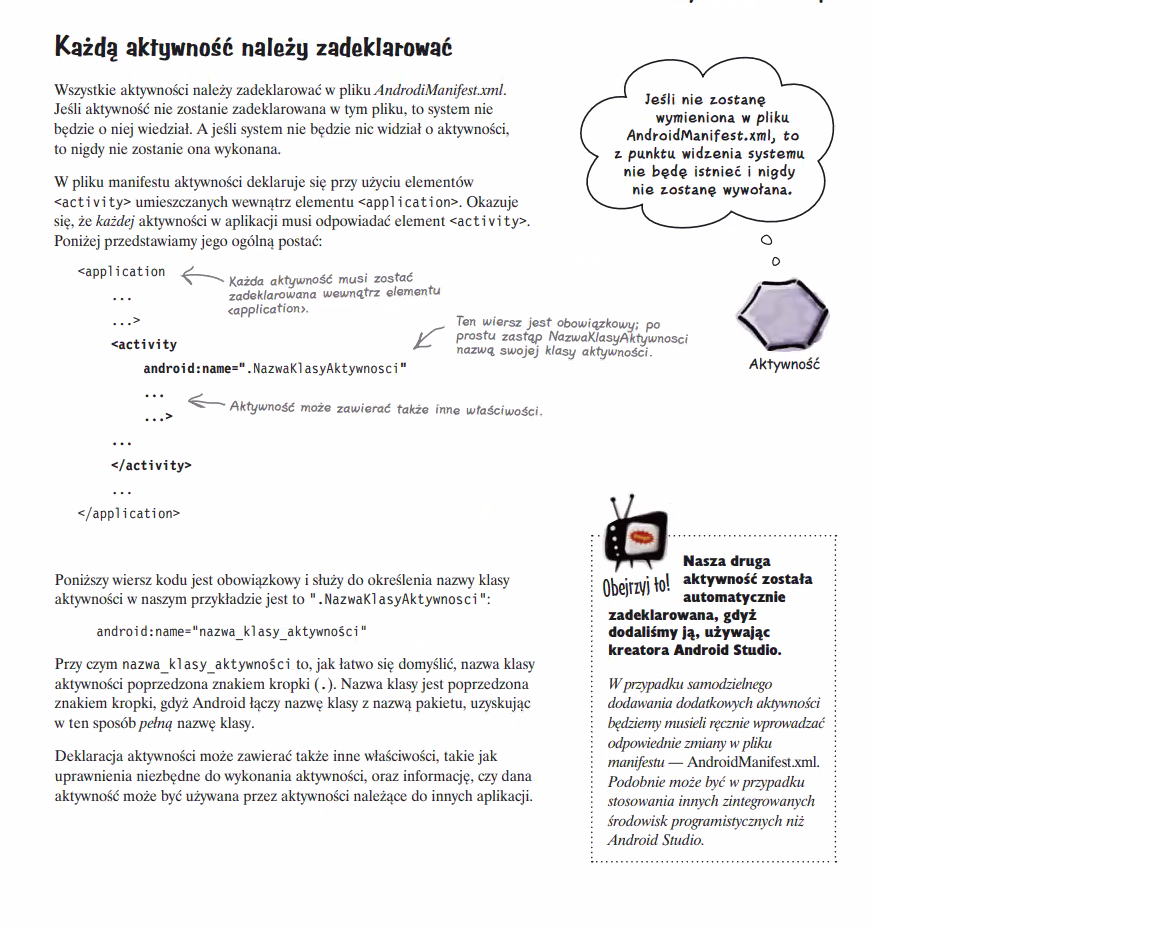 Każdą aktywność należy zadeklarować
Wszystkie aktywności należy zadeklarować w pliku AndrodiManifest.xml.
Jeśli aktywność nie zostanie zadeklarowana w tym pliku, to system nie
będzie o niej wiedział. A jeśli system nie będzie nic widział o aktywności,
to nigdy nie zostanie ona wykonana.
W pliku manifestu aktywności deklaruje się przy użyciu elementów
<activity> umieszczanych wewnątrz elementu <application>. Okazuje
się, że każdej aktywności w aplikacji musi odpowiadać element <activity>.
Poniżej przedstawiamy jego ogólną postać:
Jeśli nie zostanę
wymieniona w pliku
AndroidManifest.xml, to
z punktu widzenia systemu
nie będę istnieć i nigdy
nie zostanę wywołana.
Aktywność
<application
...
...>
<activity
android:name=".NazwaKlasyAktywnosci"
...
...>
...
</activity>
...
</application>
Każda aktywność musi zostać
zadeklarowana wewnątrz elementu
<application>.
Ten wiersz jest obowiązkowy; po
prostu zastąp NazwaKlasyAktywnosci
nazwą swojej klasy aktywności.
Aktywność może zawierać także inne właściwości.
Poniższy wiersz kodu jest obowiązkowy i służy do określenia nazwy klasy
aktywności w naszym przykładzie jest to ".NazwaKlasyAktywnosci":
android:name="nazwa_klasy_aktywności"
Przy czym nazwa_klasy_aktywności to, jak łatwo się domyślić, nazwa klasy
aktywności poprzedzona znakiem kropki (.). Nazwa klasy jest poprzedzona
znakiem kropki, gdyż Android łączy nazwę klasy z nazwą pakietu, uzyskując
w ten sposób pełną nazwę klasy.
Deklaracja aktywności może zawierać także inne właściwości, takie jak
uprawnienia niezbędne do wykonania aktywności, oraz informację, czy dana
aktywność może być używana przez aktywności należące do innych aplikacji.
Obejrzyj to!
Nasza druga
aktywność została
automatycznie
zadeklarowana, gdyż
dodaliśmy ją, używając
kreatora Android Studio.
W przypadku samodzielnego
dodawania dodatkowych aktywności
będziemy musieli ręcznie wprowadzać
odpowiednie zmiany w pliku
manifestu — AndroidManifest.xml.
Podobnie może być w przypadku
stosowania innych zintegrowanych
środowisk programistycznych niż
Android Studio.